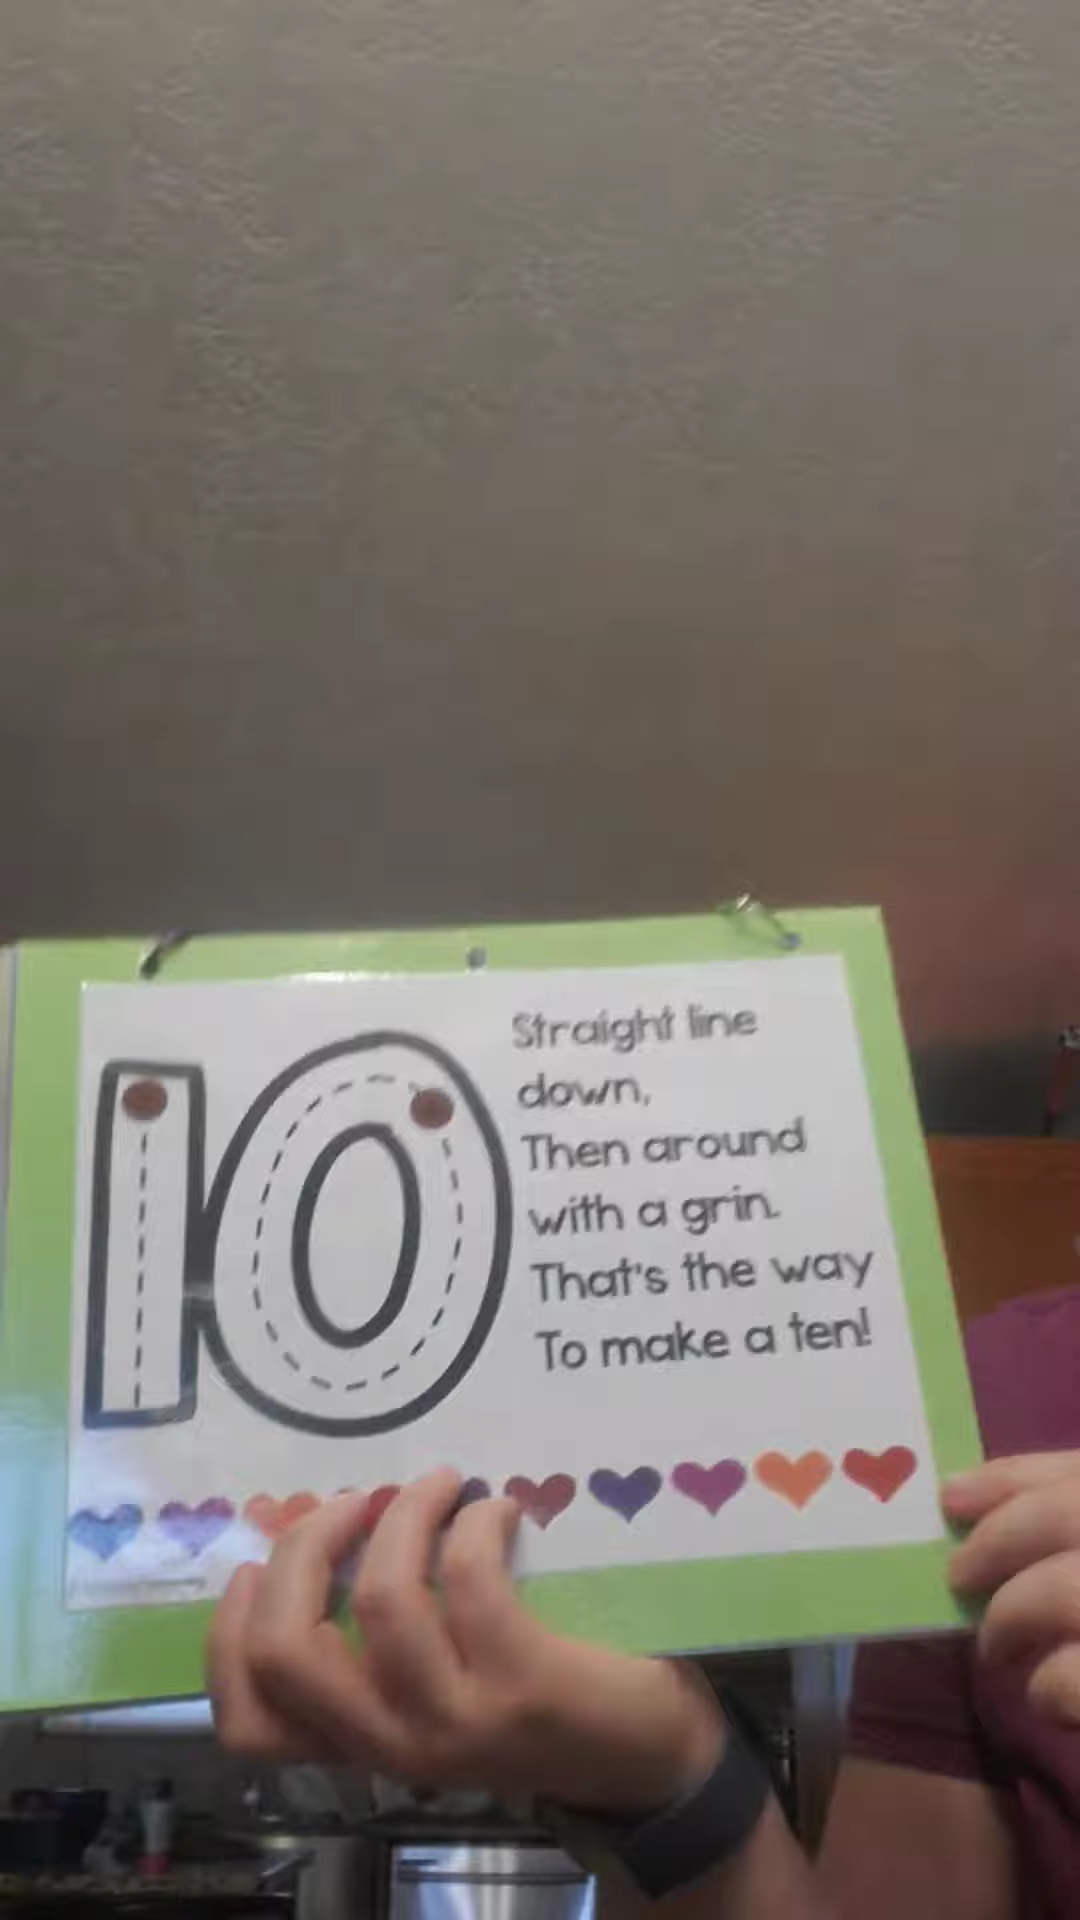 10
Straight line
down,
Then around
with a grin.
That's the way
To make a ten!